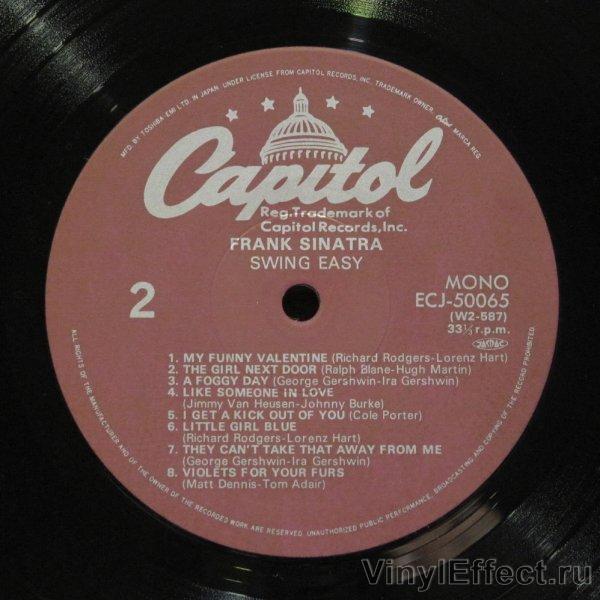 MFD. BY TOSHIBA-EMI LTD. IN JAPAN UNDER LICENSE FROM CAPITOL RECORDS, INC. TRADEMARK OWNER Capitol MARCA REG.
Capitol
Reg.Trademark of
Capitol Records,Inc.
FRANK SINATRA
SWING EASY
2
MONO
ECJ-50065
(W2-587)
33⅓ r.p.m.
JASRAC
1. MY FUNNY VALENTINE (Richard Rodgers-Lorenz Hart)
2. THE GIRL NEXT DOOR (Ralph Blane-Hugh Martin)
3. A FOGGY DAY (George Gershwin-Ira Gershwin)
4. LIKE SOMEONE IN LOVE
(Jimmy Van Heusen-Johnny Burke)
5. I GET A KICK OUT OF YOU (Cole Porter)
6. LITTLE GIRL BLUE
(Richard Rodgers-Lorenz Hart)
7. THEY CAN'T TAKE THAT AWAY FROM ME
(George Gershwin-Ira Gershwin)
8. VIOLETS FOR YOUR FURS
(Matt Dennis-Tom Adair)
ALL RIGHTS OF THE MANUFACTURER AND OF THE OWNER OF THE RECORDED WORK ARE RESERVED. UNAUTHORIZED PUBLIC PERFORMANCE, BROADCASTING AND COPYING OF THIS RECORD PROHIBITED
VinylEffect.ru